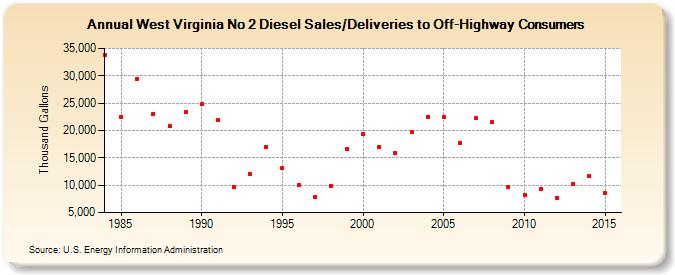 Annual West Virginia No 2 Diesel Sales/Deliveries to Off-Highway Consumers
Thousand Gallons
35,000
30,000
25,000
20,000
15,000
10,000
5,000
1985 1990 1995 2000 2005 2010 2015
Source: U.S. Energy Information Administration